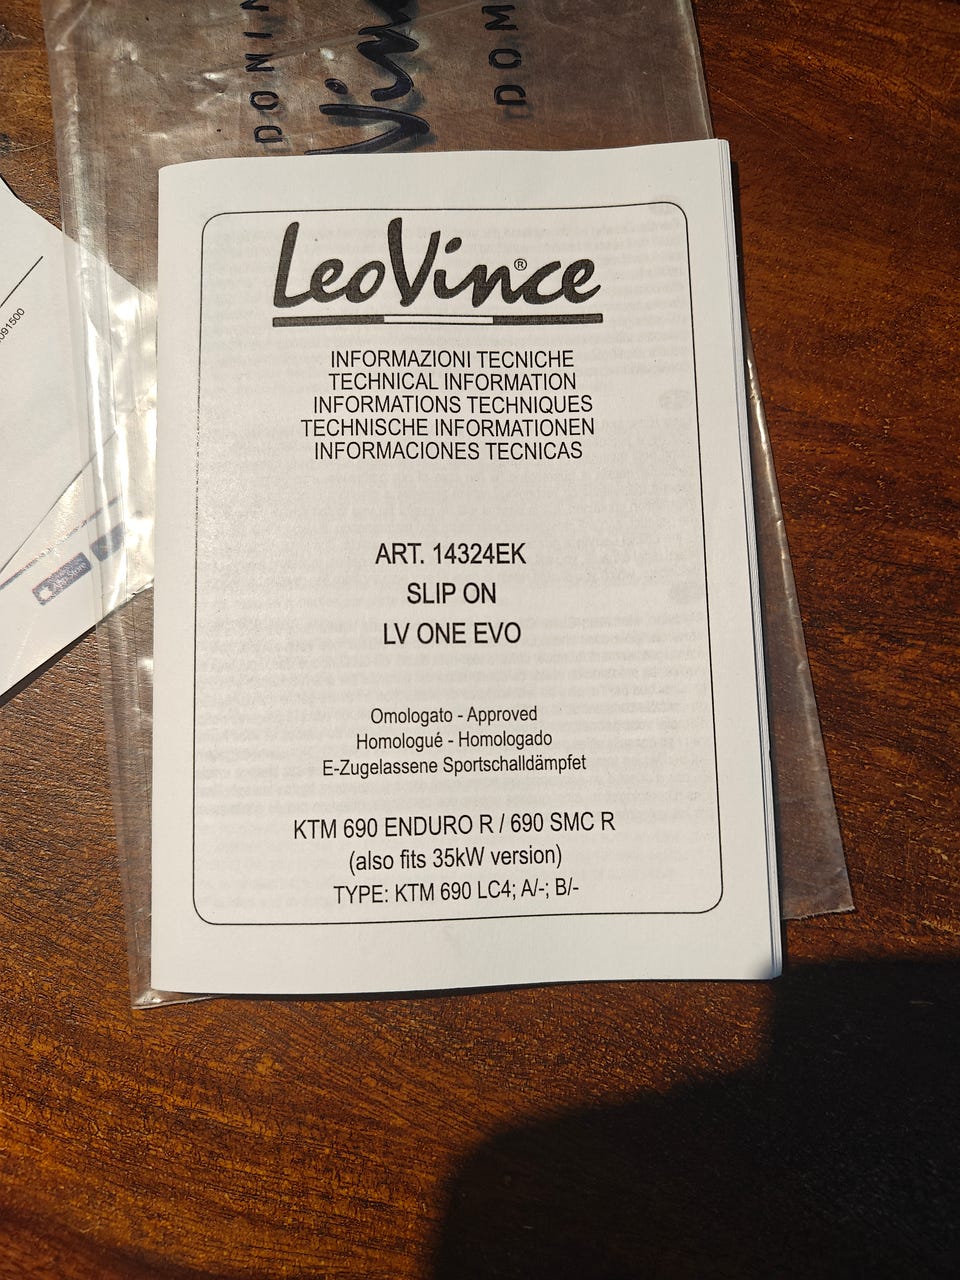 LeoVince®
INFORMAZIONI TECNICHE
TECHNICAL INFORMATION
INFORMATIONS TECHNIQUES
TECHNISCHE INFORMATIONEN
INFORMACIONES TECNICAS
ART. 14324EK
SLIP ON
LV ONE EVO
Omologato - Approved
Homologué - Homologado
E-Zugelassene Sportschalldämpfet
KTM 690 ENDURO R / 690 SMC R
(also fits 35kW version)
TYPE: KTM 690 LC4; A/-; B/-
091500